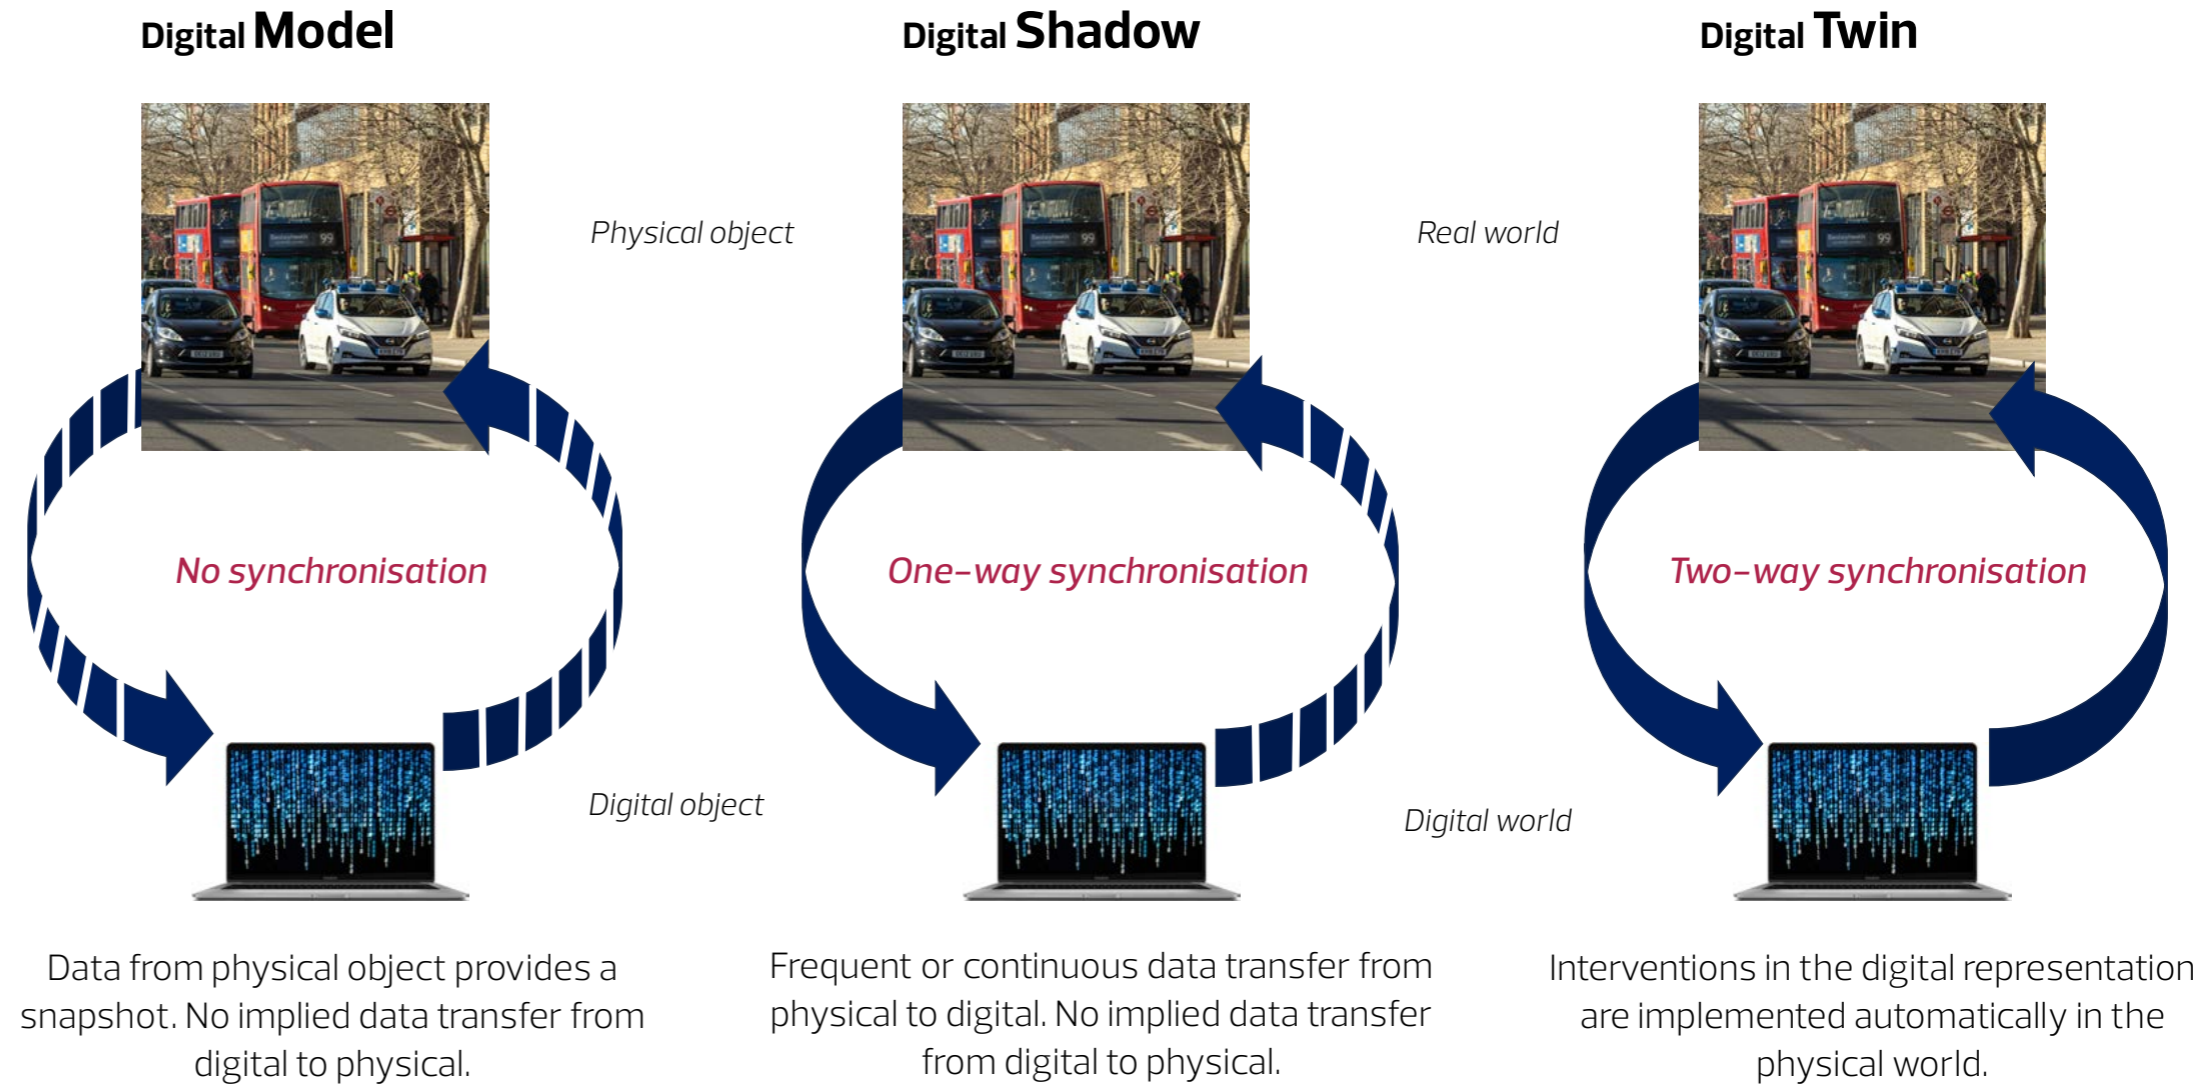 Digital Model
Digital Shadow
Digital Twin
99
99
99
Physical object
Real world
No synchronisation
One-way synchronisation
Two-way synchronisation
Digital object
Digital world
Data from physical object provides a
snapshot. No implied data transfer from
digital to physical.
Frequent or continuous data transfer from
physical to digital. No implied data transfer
from digital to physical.
Interventions in the digital representation
are implemented automatically in the
physical world.